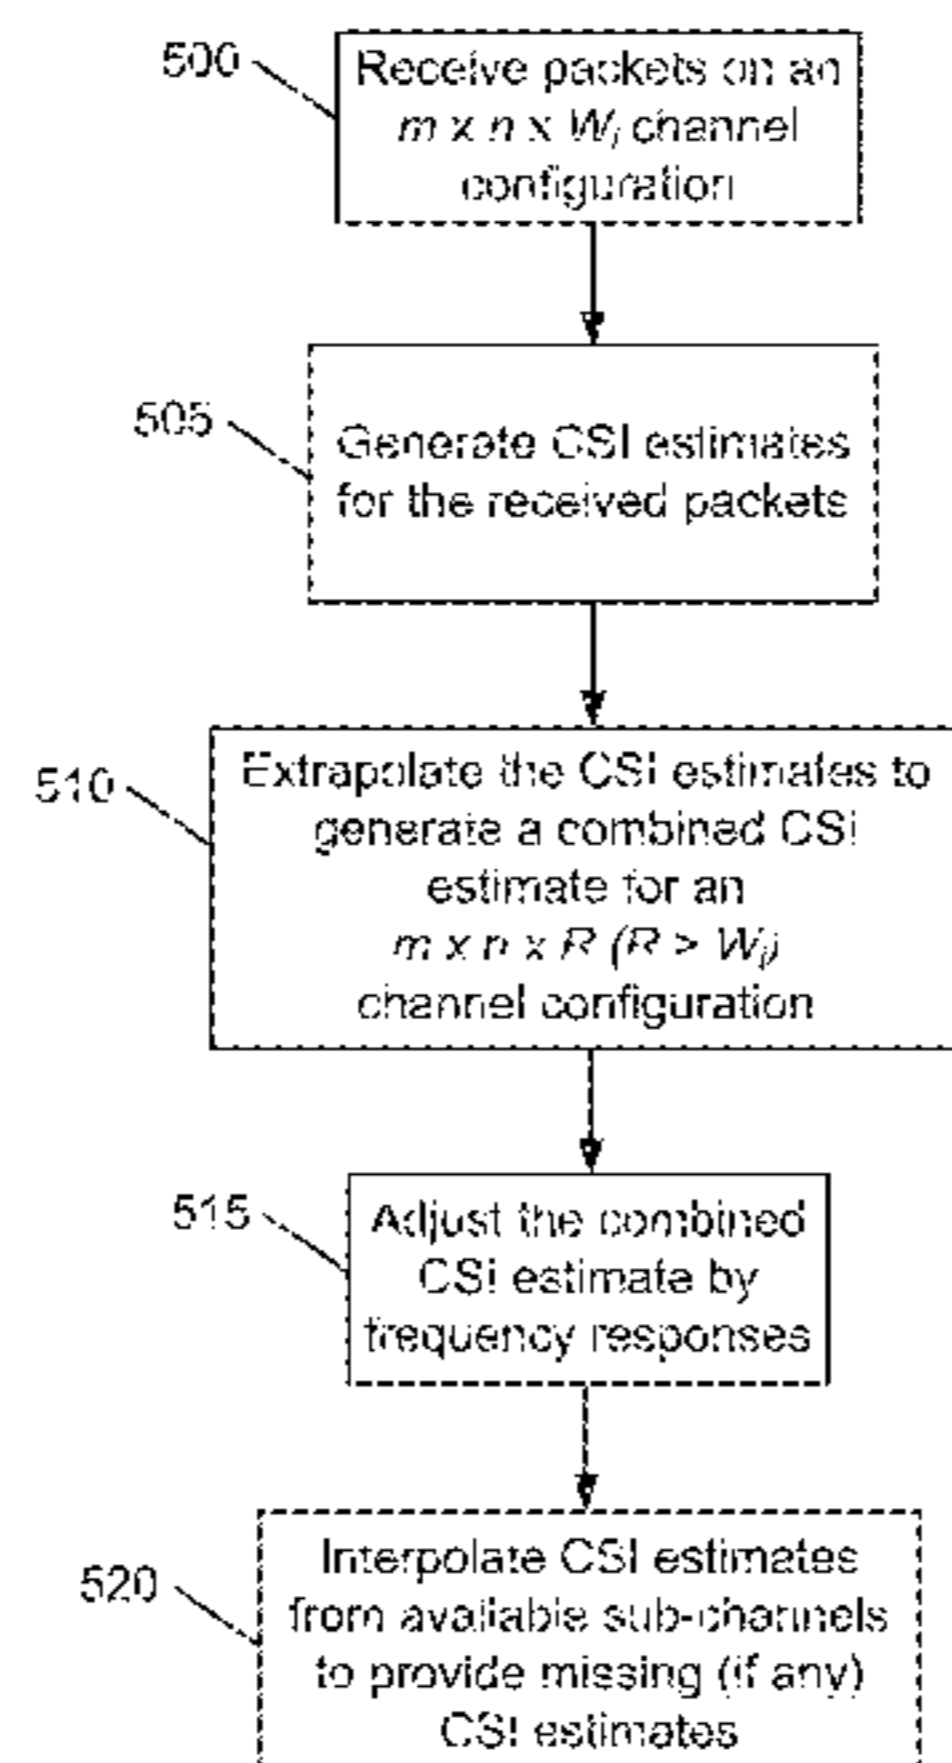 500
Receive packets on an
m x n x Wi channel
configuration
505
Generate CSI estimates
for the received packets
510
Extrapolate the CSI estimates to
generate a combined CSI
estimate for an
m x n x R (R > Wi)
channel configuration
515
Adjust the combined
CSI estimate by
frequency responses
520
Interpolate CSI estimates
from available sub-channels
to provide missing (if any)
CSI estimates